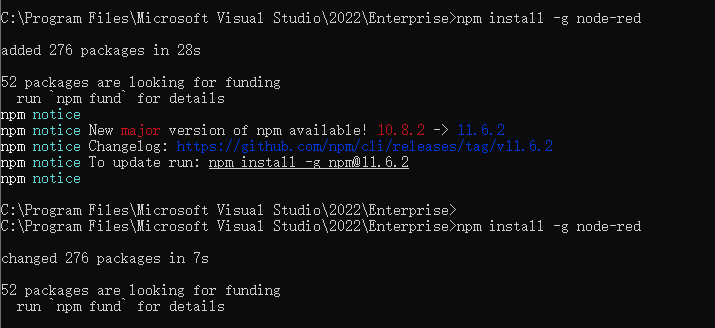 C:\Program Files\Microsoft Visual Studio\2022\Enterprise>npm install -g node-red
added 276 packages in 28s
52 packages are looking for funding
  run `npm fund` for details
npm notice
npm notice New major version of npm available! 10.8.2 -> 11.6.2
npm notice Changelog: https://github.com/npm/cli/releases/tag/v11.6.2
npm notice To update run: npm install -g npm@11.6.2
npm notice
C:\Program Files\Microsoft Visual Studio\2022\Enterprise>
C:\Program Files\Microsoft Visual Studio\2022\Enterprise>npm install -g node-red
changed 276 packages in 7s
52 packages are looking for funding
  run `npm fund` for details